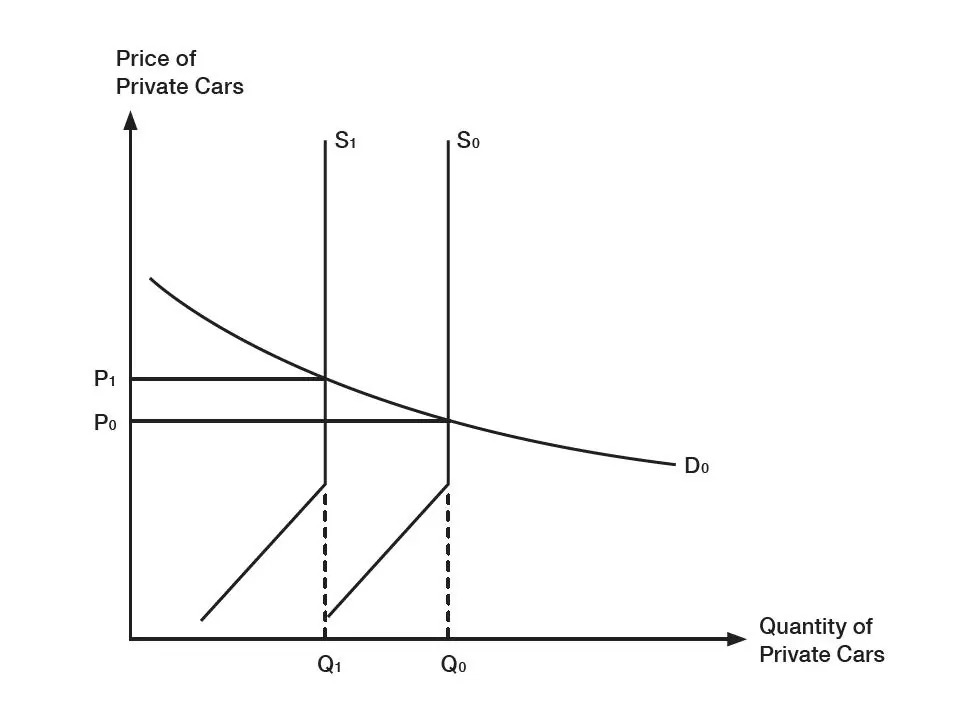 Price of
Private Cars
S1
S0
P1
P0
D0
Q1
Q0
Quantity of
Private Cars